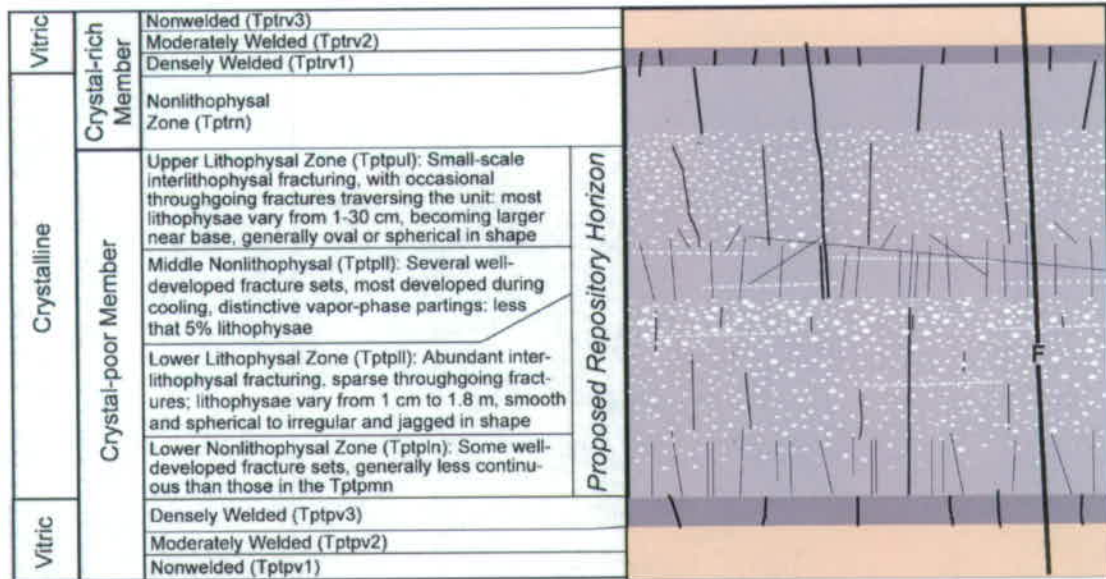 Vitric
Crystalline
Vitric
Crystal-rich
Member
Crystal-poor Member
Nonwelded (Tptrv3)
Moderately Welded (Tptrv2)
Densely Welded (Tptrv1)
Nonlithophysal
Zone (Tptrn)
Upper Lithophysal Zone (Tptpul): Small-scale
interlithophysal fracturing, with occasional
throughgoing fractures traversing the unit: most
lithophysae vary from 1-30 cm, becoming larger
near base, generally oval or spherical in shape
Middle Nonlithophysal (Tptpll): Several well-
developed fracture sets, most developed during
cooling, distinctive vapor-phase partings: less
that 5% lithophysae
Lower Lithophysal Zone (Tptpll): Abundant inter-
lithophysal fracturing, sparse throughgoing fract-
ures; lithophysae vary from 1 cm to 1.8 m, smooth
and spherical to irregular and jagged in shape
Lower Nonlithophysal Zone (Tptpln): Some well-
developed fracture sets, generally less continu-
ous than those in the Tptpmn
Densely Welded (Tptpv3)
Moderately Welded (Tptpv2)
Nonwelded (Tptpv1)
Proposed Repository Horizon
F